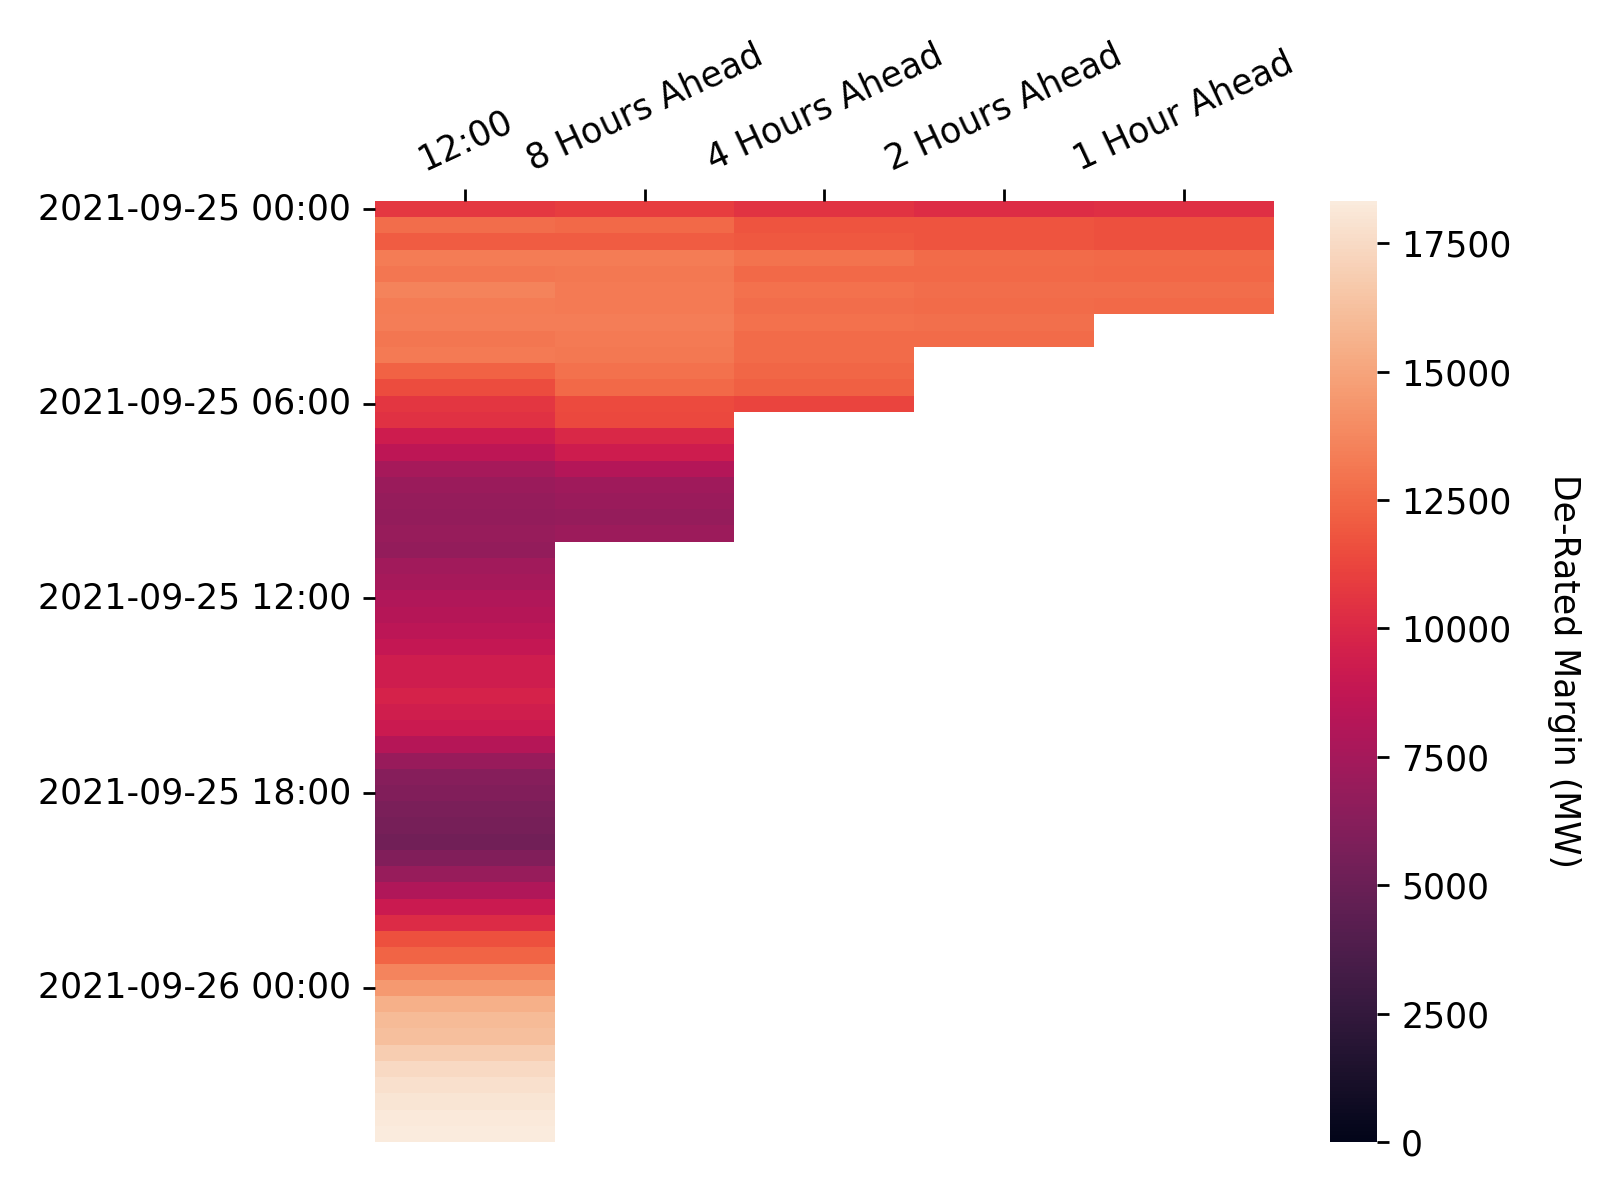 12:00
8 Hours Ahead
4 Hours Ahead
2 Hours Ahead
1 Hour Ahead
2021-09-25 00:00
2021-09-25 06:00
2021-09-25 12:00
2021-09-25 18:00
2021-09-26 00:00
17500
15000
12500
10000
7500
5000
2500
0
De-Rated Margin (MW)